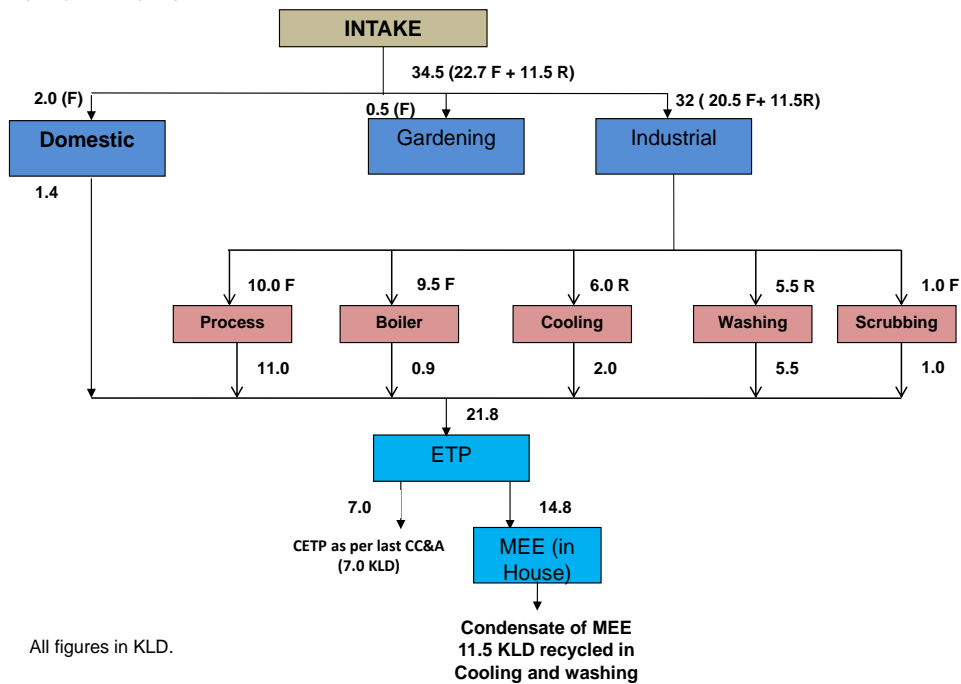 INTAKE
34.5 (22.7 F + 11.5 R)
2.0 (F)
0.5 (F)
32 ( 20.5 F+ 11.5R)
Domestic
Gardening
Industrial
1.4
10.0 F
9.5 F
6.0 R
5.5 R
1.0 F
Process
Boiler
Cooling
Washing
Scrubbing
11.0
0.9
2.0
5.5
1.0
21.8
ETP
7.0
14.8
CETP as per last CC&A
(7.0 KLD)
MEE (in
House)
All figures in KLD.
Condensate of MEE
11.5 KLD recycled in
Cooling and washing